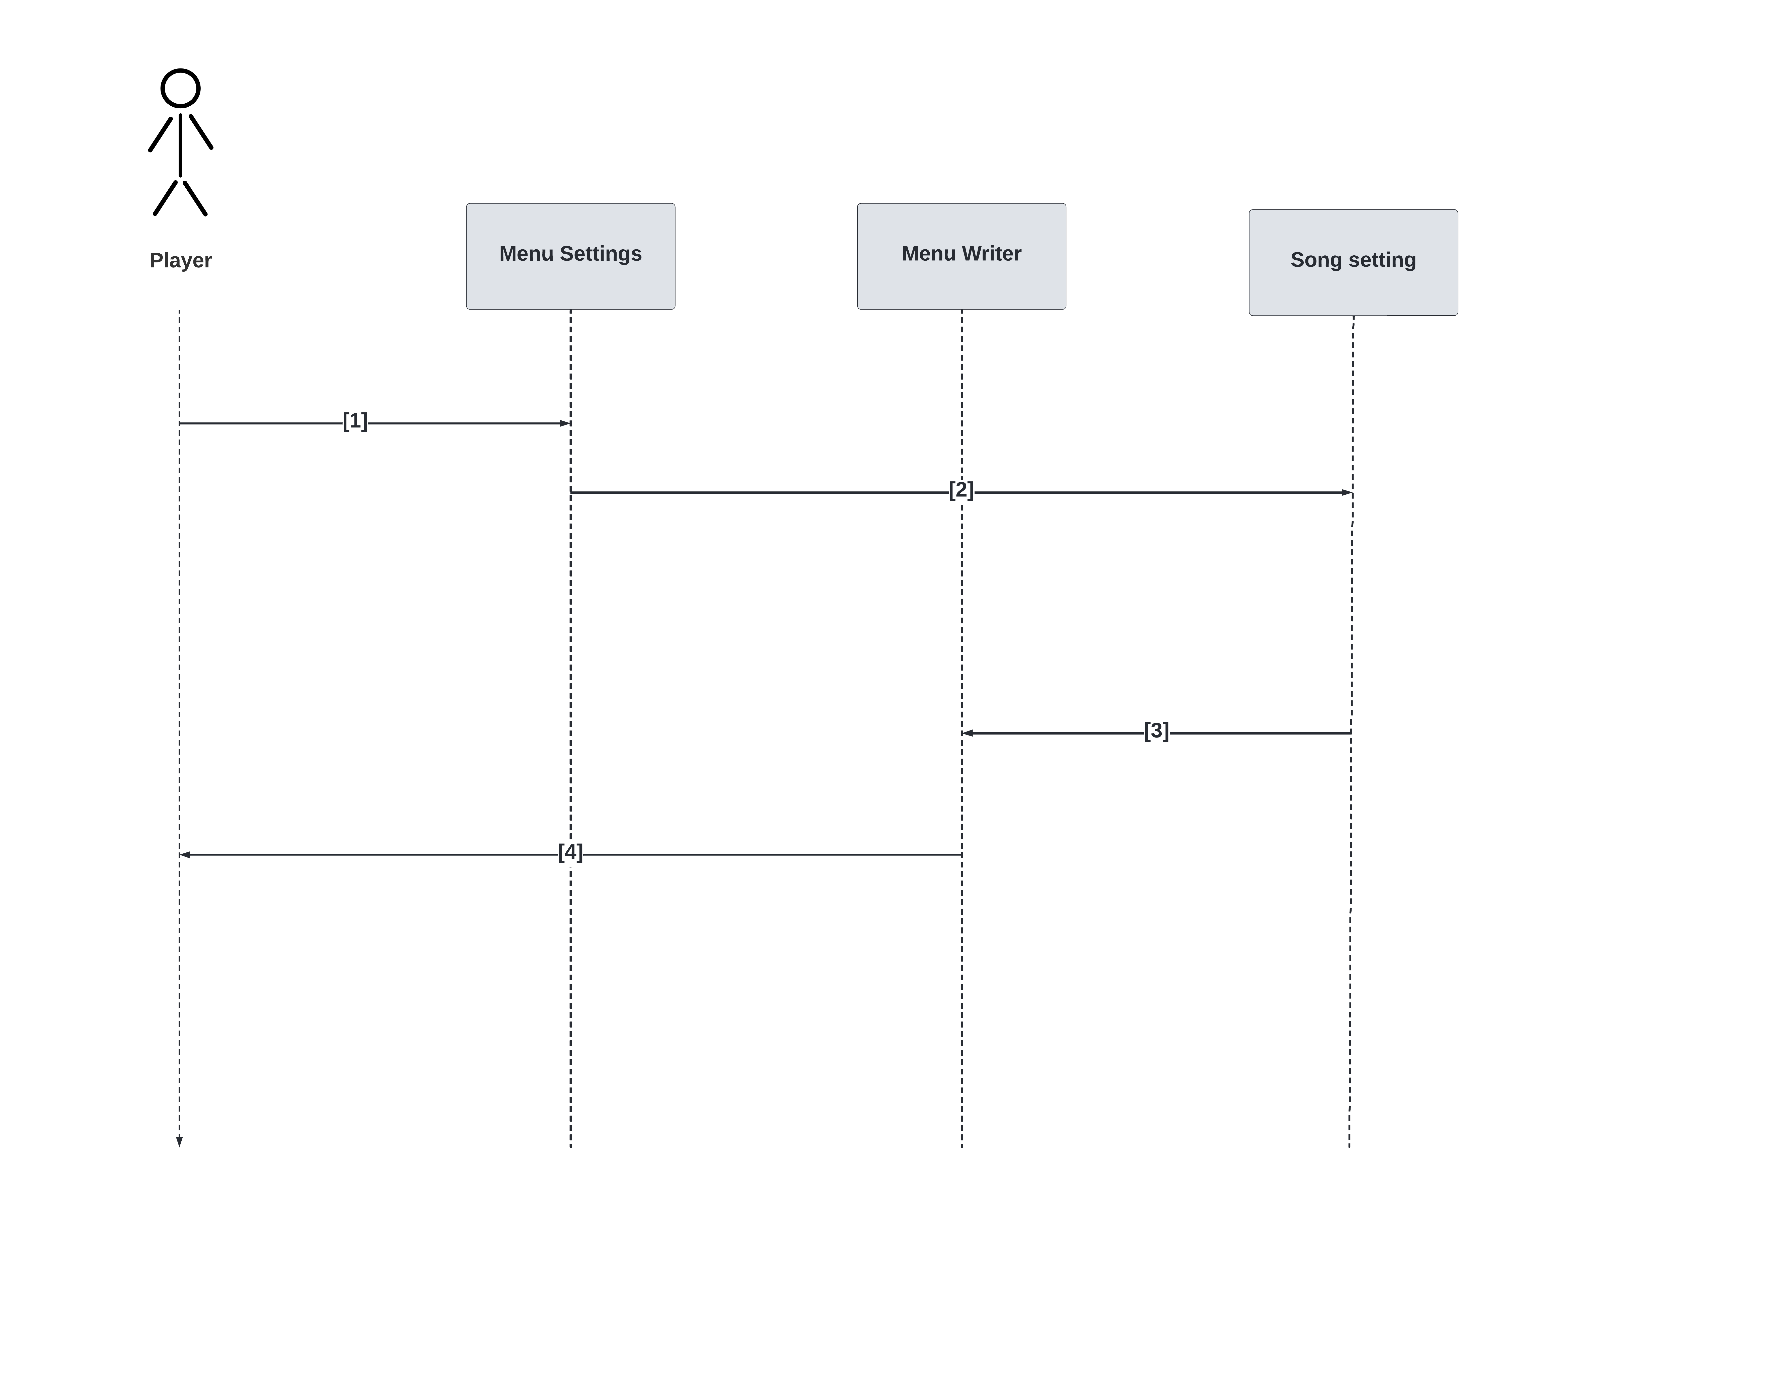 Player
Menu Settings
Menu Writer
Song setting
[1]
[2]
[3]
[4]